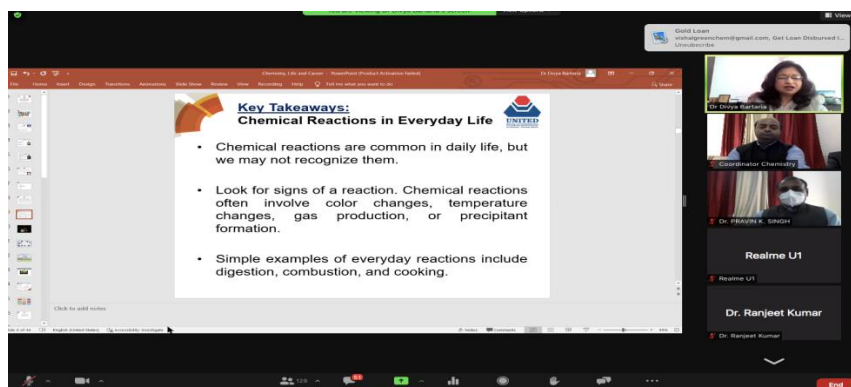 View
Gold Loan
vishalgreenchem@gmail.com, Get Loan Disbursed t...
Unsubscribe
Chemistry, Life and Career - PowerPoint (Product Activation Failed)
Dr Divya Bartaria
File Home Insert Design Transitions Animations Slide Show Review View Recording Help Tell me what you want to do
Share
Key Takeaways:
Chemical Reactions in Everyday Life
UNITED
• Chemical reactions are common in daily life, but
we may not recognize them.
• Look for signs of a reaction. Chemical reactions
often involve color changes, temperature
changes, gas production, or precipitant
formation.
• Simple examples of everyday reactions include
digestion, combustion, and cooking.
Click to add notes
English (United States) Accessibility: Investigate
Notes Comments
Dr Divya Bartaria
Coordinator Chemistry
Dr. PRAVIN K. SINGH
Realme U1
Realme U1
Dr. Ranjeet Kumar
Dr. Ranjeet Kumar
End